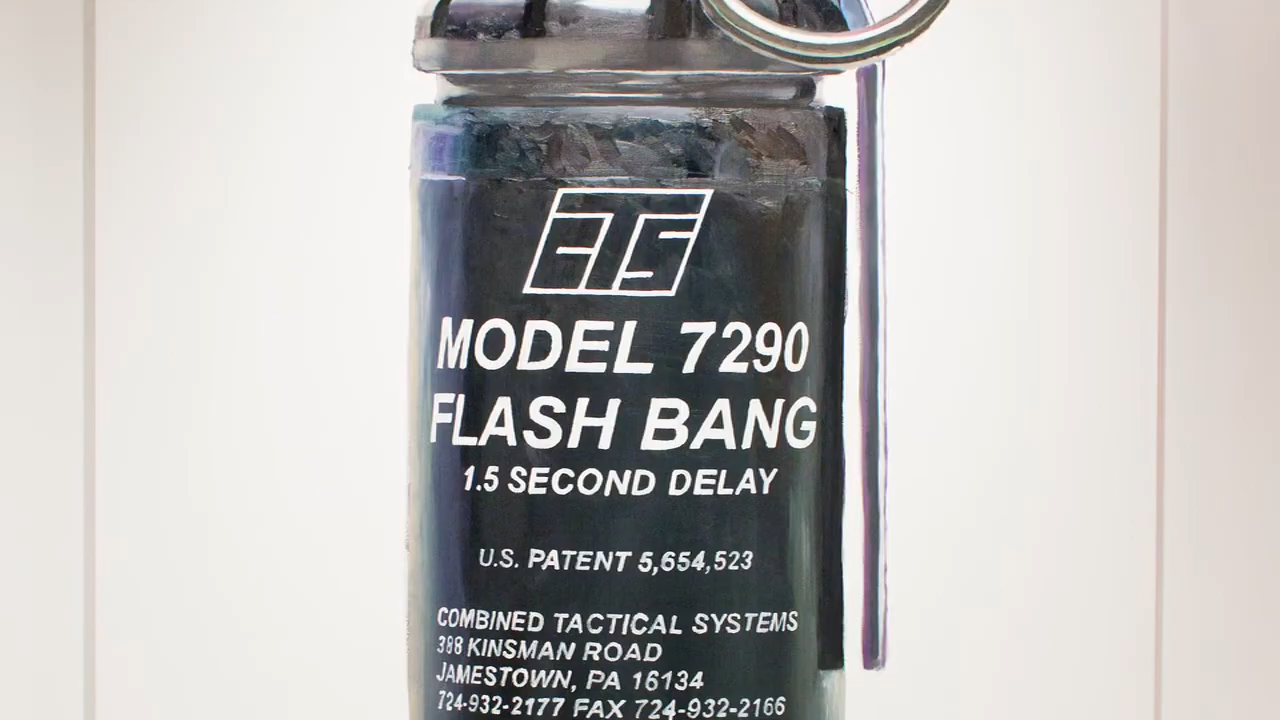 CTS
MODEL 7290
FLASH BANG
1.5 SECOND DELAY
U.S. PATENT 5,654,523
COMBINED TACTICAL SYSTEMS
388 KINSMAN ROAD
JAMESTOWN, PA 16134
724-932-2177 FAX 724-932-2166